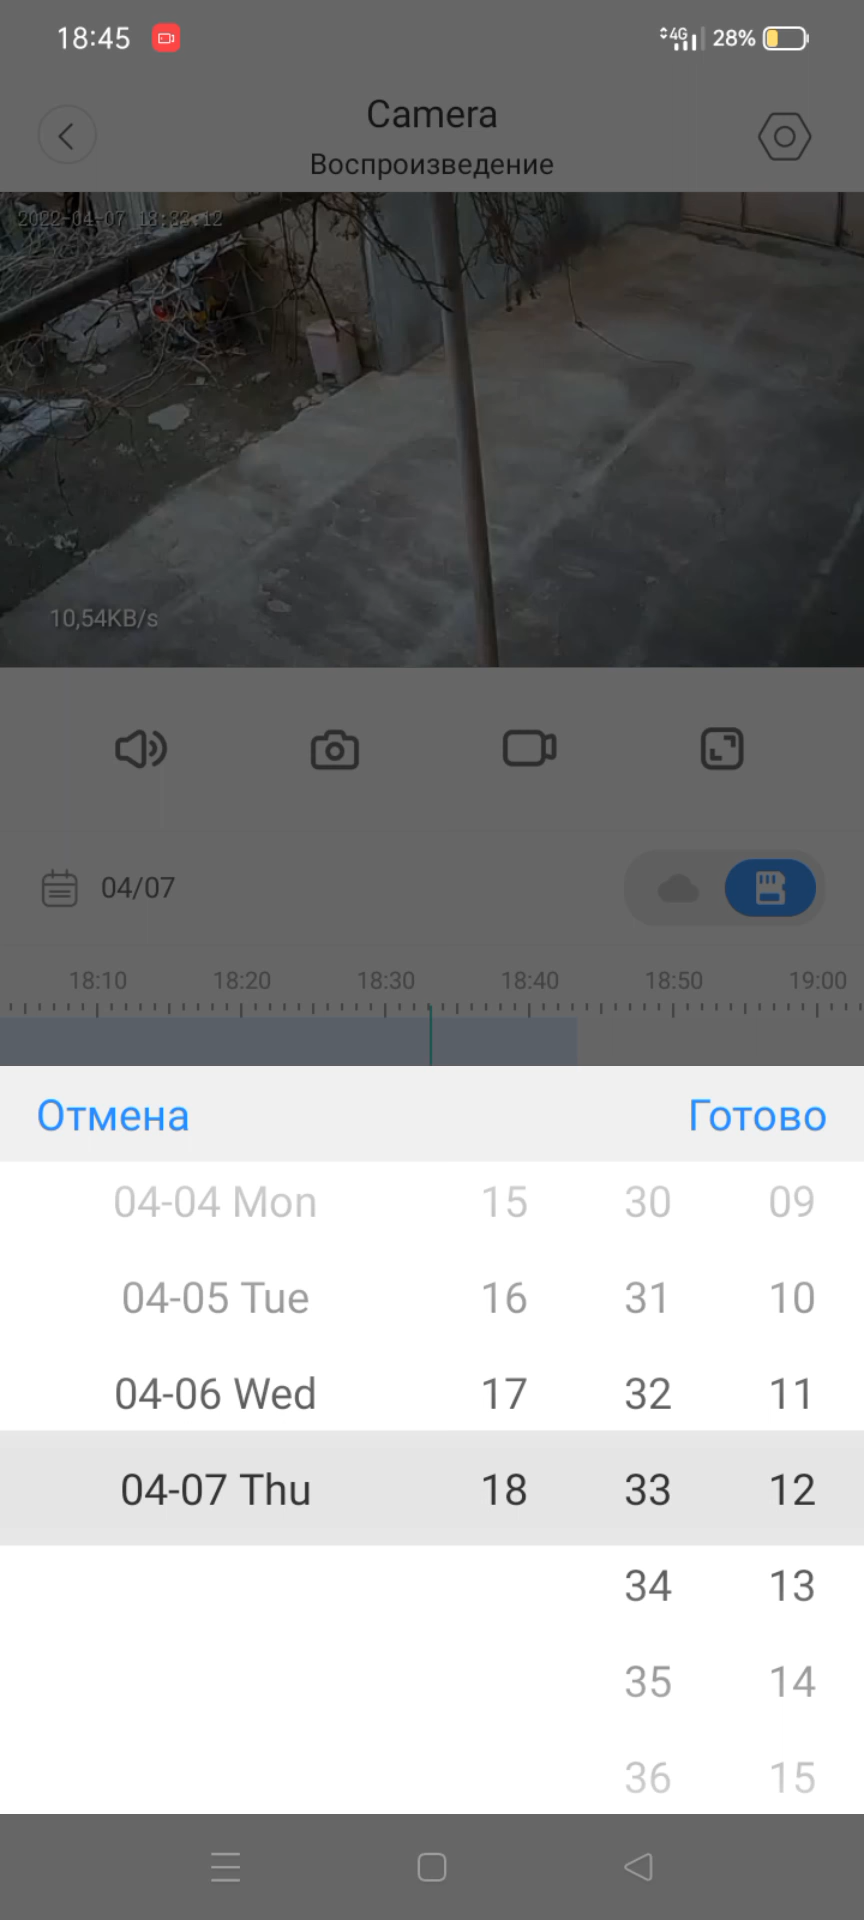 18:45 4G 28%
Camera
Воспроизведение
2022-04-07 18:33:12
10,54KB/s
04/07
18:10 18:20 18:30 18:40 18:50 19:00
Отмена Готово
04-04 Mon 15 30 09
04-05 Tue 16 31 10
04-06 Wed 17 32 11
04-07 Thu 18 33 12
34 13
35 14
36 15